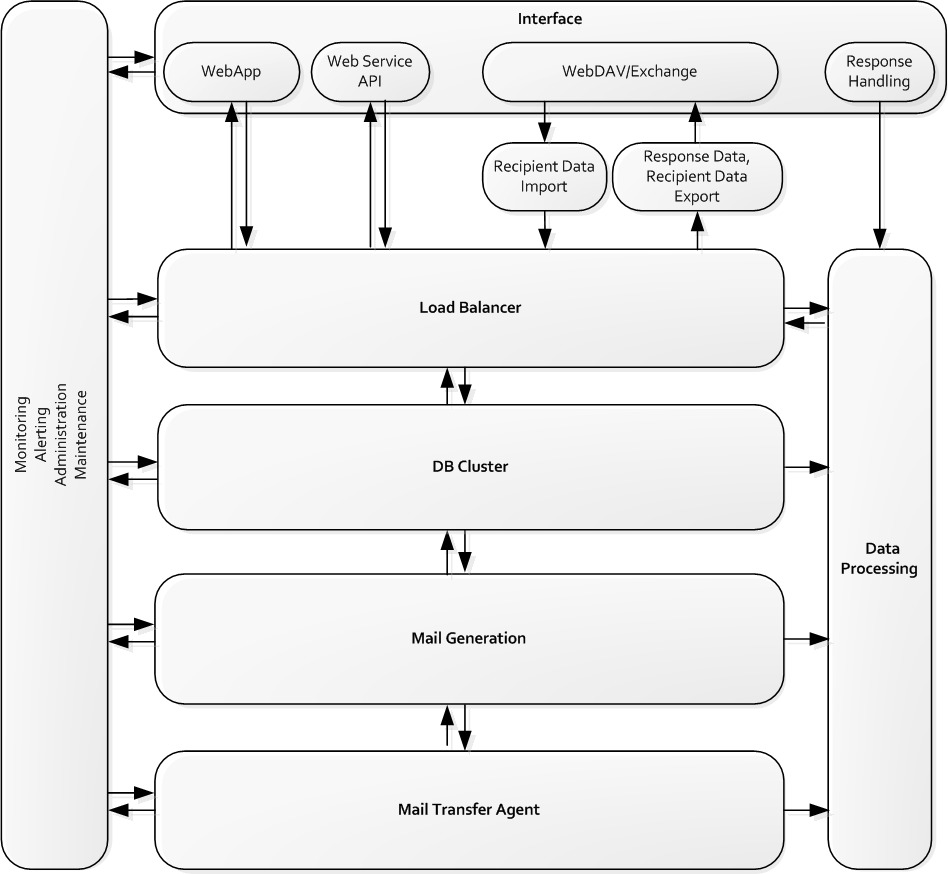 Interface
WebApp
Web Service
API
WebDAV/Exchange
Response
Handling
Recipient Data
Import
Response Data,
Recipient Data
Export
Load Balancer
Monitoring
Alerting
Administration
Maintenance
DB Cluster
Data
Processing
Mail Generation
Mail Transfer Agent